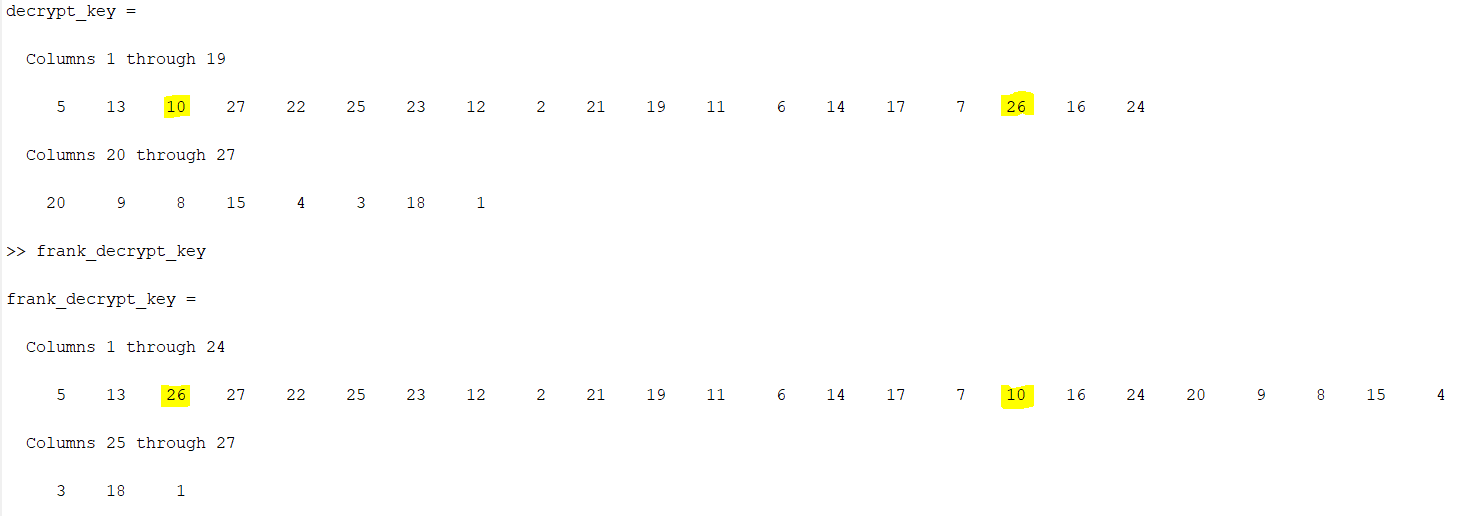 decrypt_key =
Columns 1 through 19
5 13 10 27 22 25 23 12 2 21 19 11 6 14 17 7 26 16 24
Columns 20 through 27
20 9 8 15 4 3 18 1
>> frank_decrypt_key
frank_decrypt_key =
Columns 1 through 24
5 13 26 27 22 25 23 12 2 21 19 11 6 14 17 7 10 16 24 20 9 8 15 4
Columns 25 through 27
3 18 1